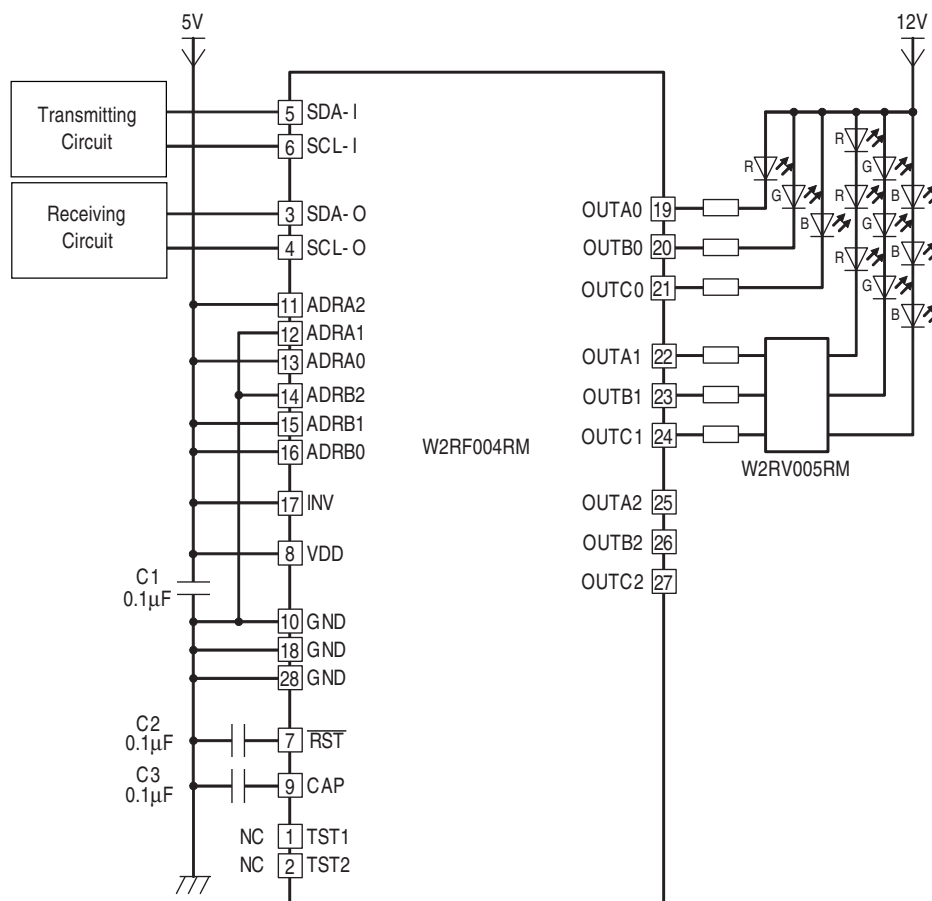 5V
12V
Transmitting
Circuit
5 SDA-I
6 SCL-I
Receiving
Circuit
3 SDA-O
4 SCL-O
11 ADRA2
12 ADRA1
13 ADRA0
14 ADRB2
15 ADRB1
16 ADRB0
17 INV
8 VDD
C1
0.1µF
10 GND
18 GND
28 GND
C2
0.1µF
7 RST
C3
0.1µF
9 CAP
NC 1 TST1
NC 2 TST2
W2RF004RM
OUTA0 19
OUTB0 20
OUTC0 21
OUTA1 22
OUTB1 23
OUTC1 24
OUTA2 25
OUTB2 26
OUTC2 27
W2RV005RM
R
G
B
R
R
R
G
G
G
B
B
B